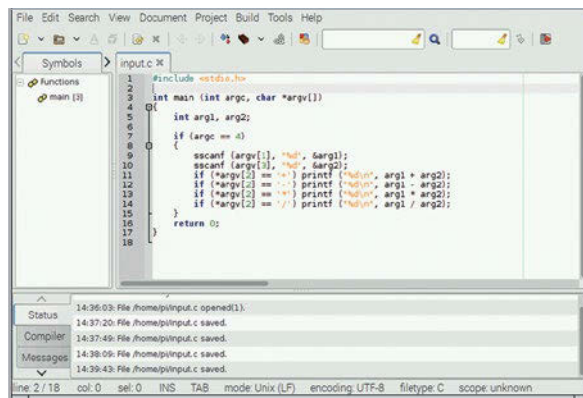 File Edit Search View Document Project Build Tools Help
Symbols
input.c
Functions
main [3]
1 #include <stdio.h>
2
3 int main (int argc, char *argv[])
4 {
5 int arg1, arg2;
6
7 if (argc == 4)
8 {
9 sscanf (argv[1], "%d", &arg1);
10 sscanf (argv[3], "%d", &arg2);
11 if (*argv[2] == '+') printf ("%d\n", arg1 + arg2);
12 if (*argv[2] == '-') printf ("%d\n", arg1 - arg2);
13 if (*argv[2] == '*') printf ("%d\n", arg1 * arg2);
14 if (*argv[2] == '/') printf ("%d\n", arg1 / arg2);
15 }
16 return 0;
17 }
18
Status
Compiler
Messages
14:36:03: File /home/pi/input.c opened(1).
14:37:20: File /home/pi/input.c saved.
14:37:49: File /home/pi/input.c saved.
14:38:09: File /home/pi/input.c saved.
14:39:43: File /home/pi/input.c saved.
line: 2 / 18 col: 0 sel: 0 INS TAB mode: Unix (LF) encoding: UTF-8 filetype: C scope: unknown